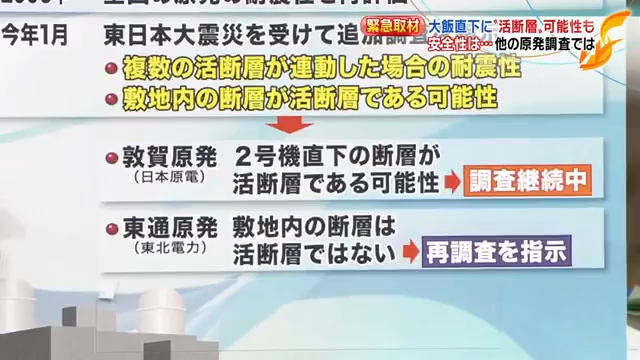 緊急取材
大飯直下に"活断層"可能性も
安全性は…他の原発調査では
今年1月 東日本大震災を受けて追加調査
●複数の活断層が連動した場合の耐震性
●敷地内の断層が活断層である可能性
●敦賀原発 2号機直下の断層が
(日本原電) 活断層である可能性 調査継続中
●東通原発 敷地内の断層は
(東北電力) 活断層ではない 再調査を指示